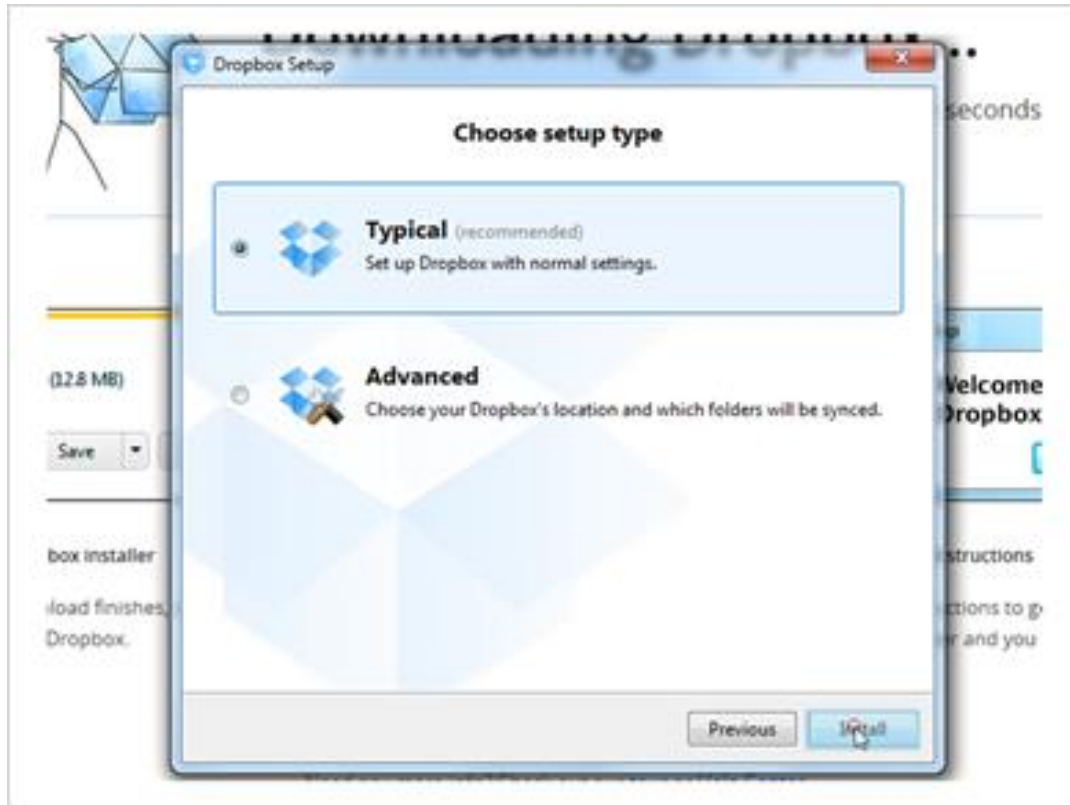 Downloading Dropbox...
seconds
Dropbox Setup
Choose setup type
Typical (recommended)
Set up Dropbox with normal settings.
Advanced
Choose your Dropbox's location and which folders will be synced.
(12.8 MB)
Save
Welcome
Dropbox
box installer
load finishes,
Dropbox.
structions
ctions to g
r and you
Previous
Install